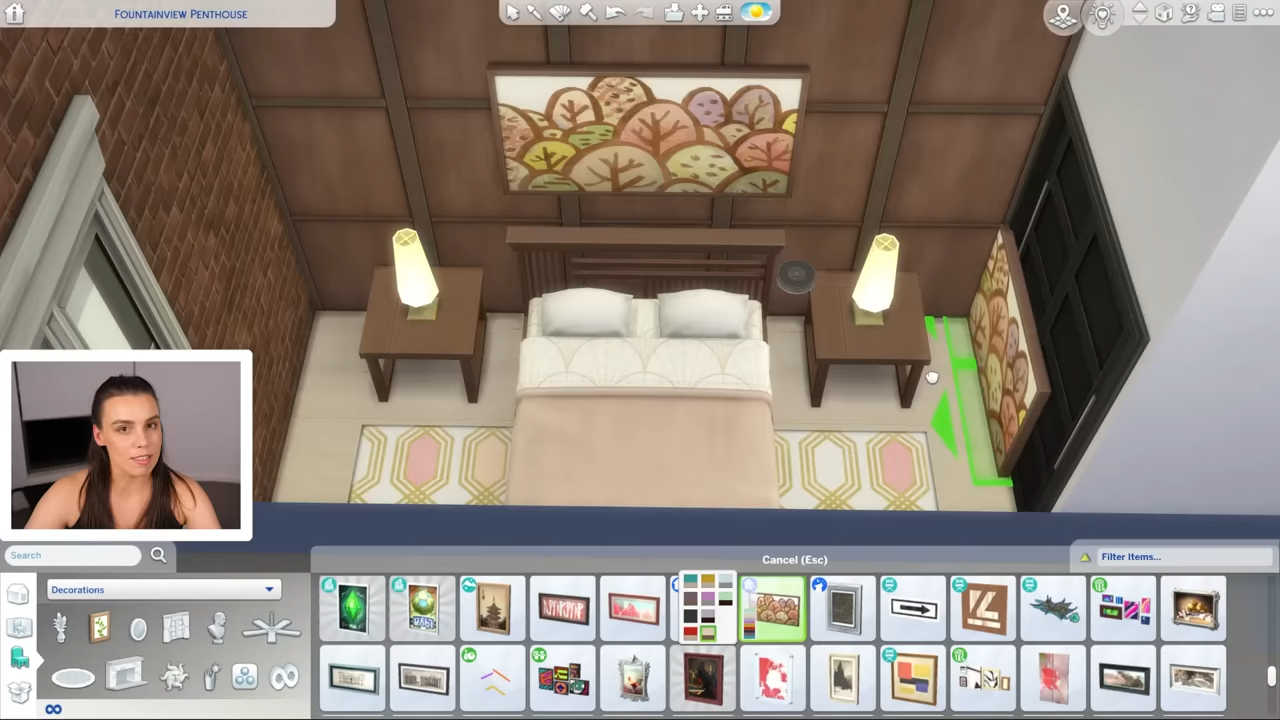 FOUNTAINVIEW PENTHOUSE
Cancel (Esc)
Search
Filter Items...
Decorations